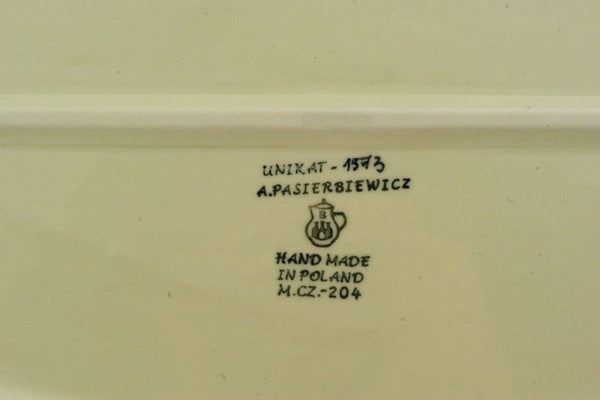 UNIKAT - 1573
A.PASIERBIEWICZ
B
HAND MADE
IN POLAND
M.CZ.-204